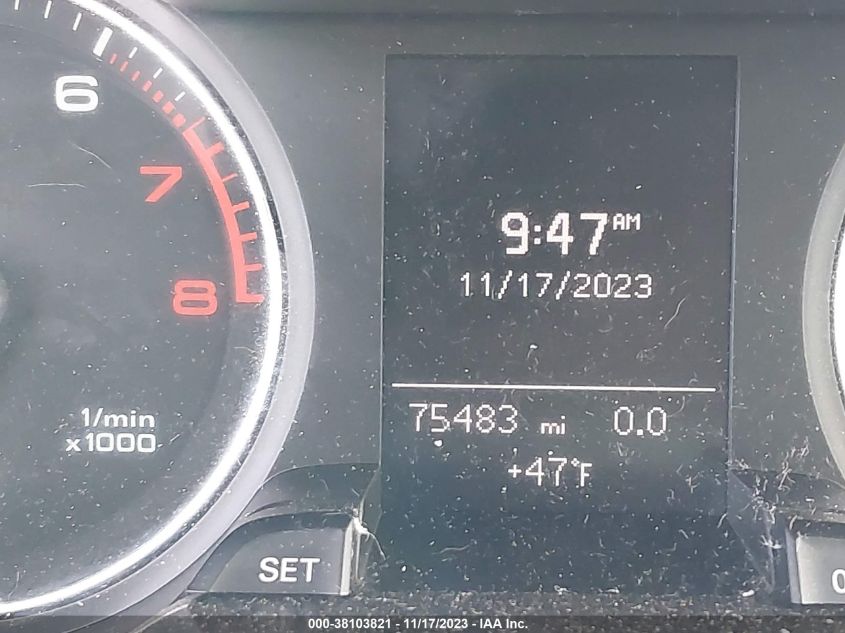 6
7
8
1/min
x1000
9:47 AM
11/17/2023
75483 mi 0.0
+47°F
SET
0
000-38103821 - 11/17/2023 - IAA Inc.